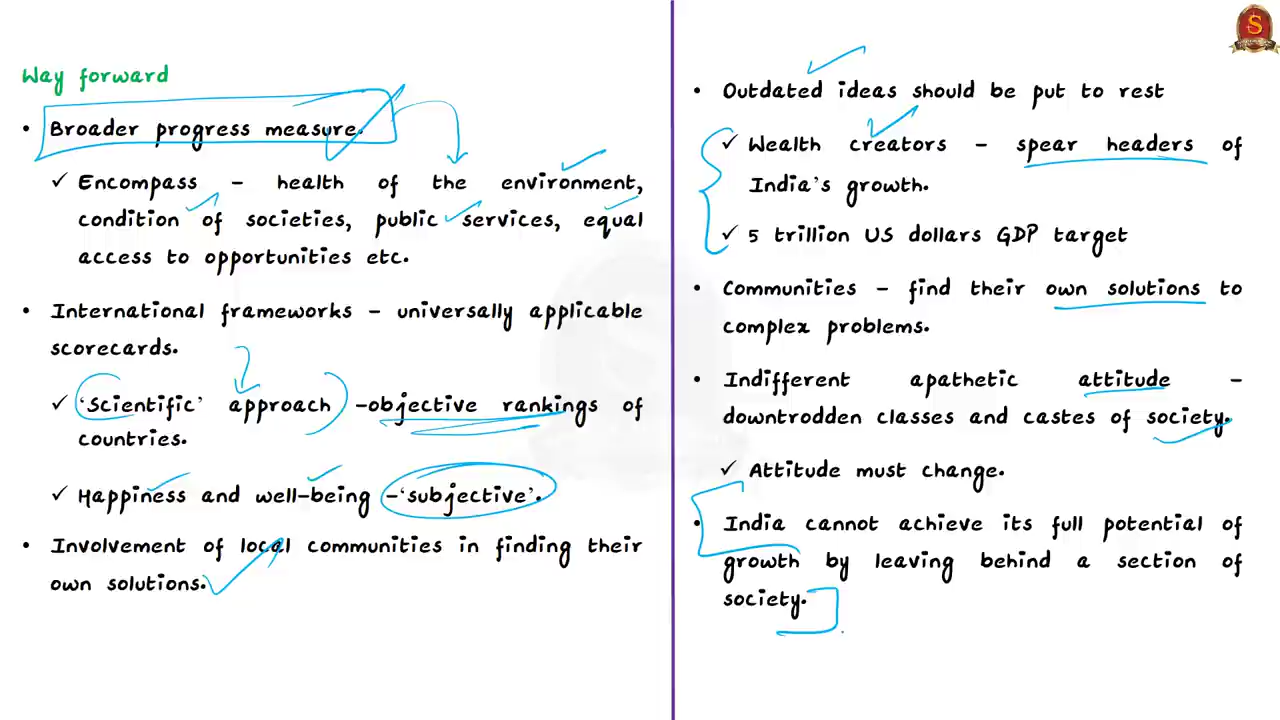 Way forward
• Broader progress measure.
✓ Encompass - health of the environment,
condition of societies, public services, equal
access to opportunities etc.
• International frameworks - universally applicable
scorecards.
✓ 'Scientific' approach -objective rankings of
countries.
✓ Happiness and well-being -'subjective'.
• Involvement of local communities in finding their
own solutions.
• Outdated ideas should be put to rest
✓ Wealth creators - spear headers of
India's growth.
✓ 5 trillion US dollars GDP target
• Communities - find their own solutions to
complex problems.
• Indifferent apathetic attitude -
downtrodden classes and castes of society.
✓ Attitude must change.
• India cannot achieve its full potential of
growth by leaving behind a section of
society.
S